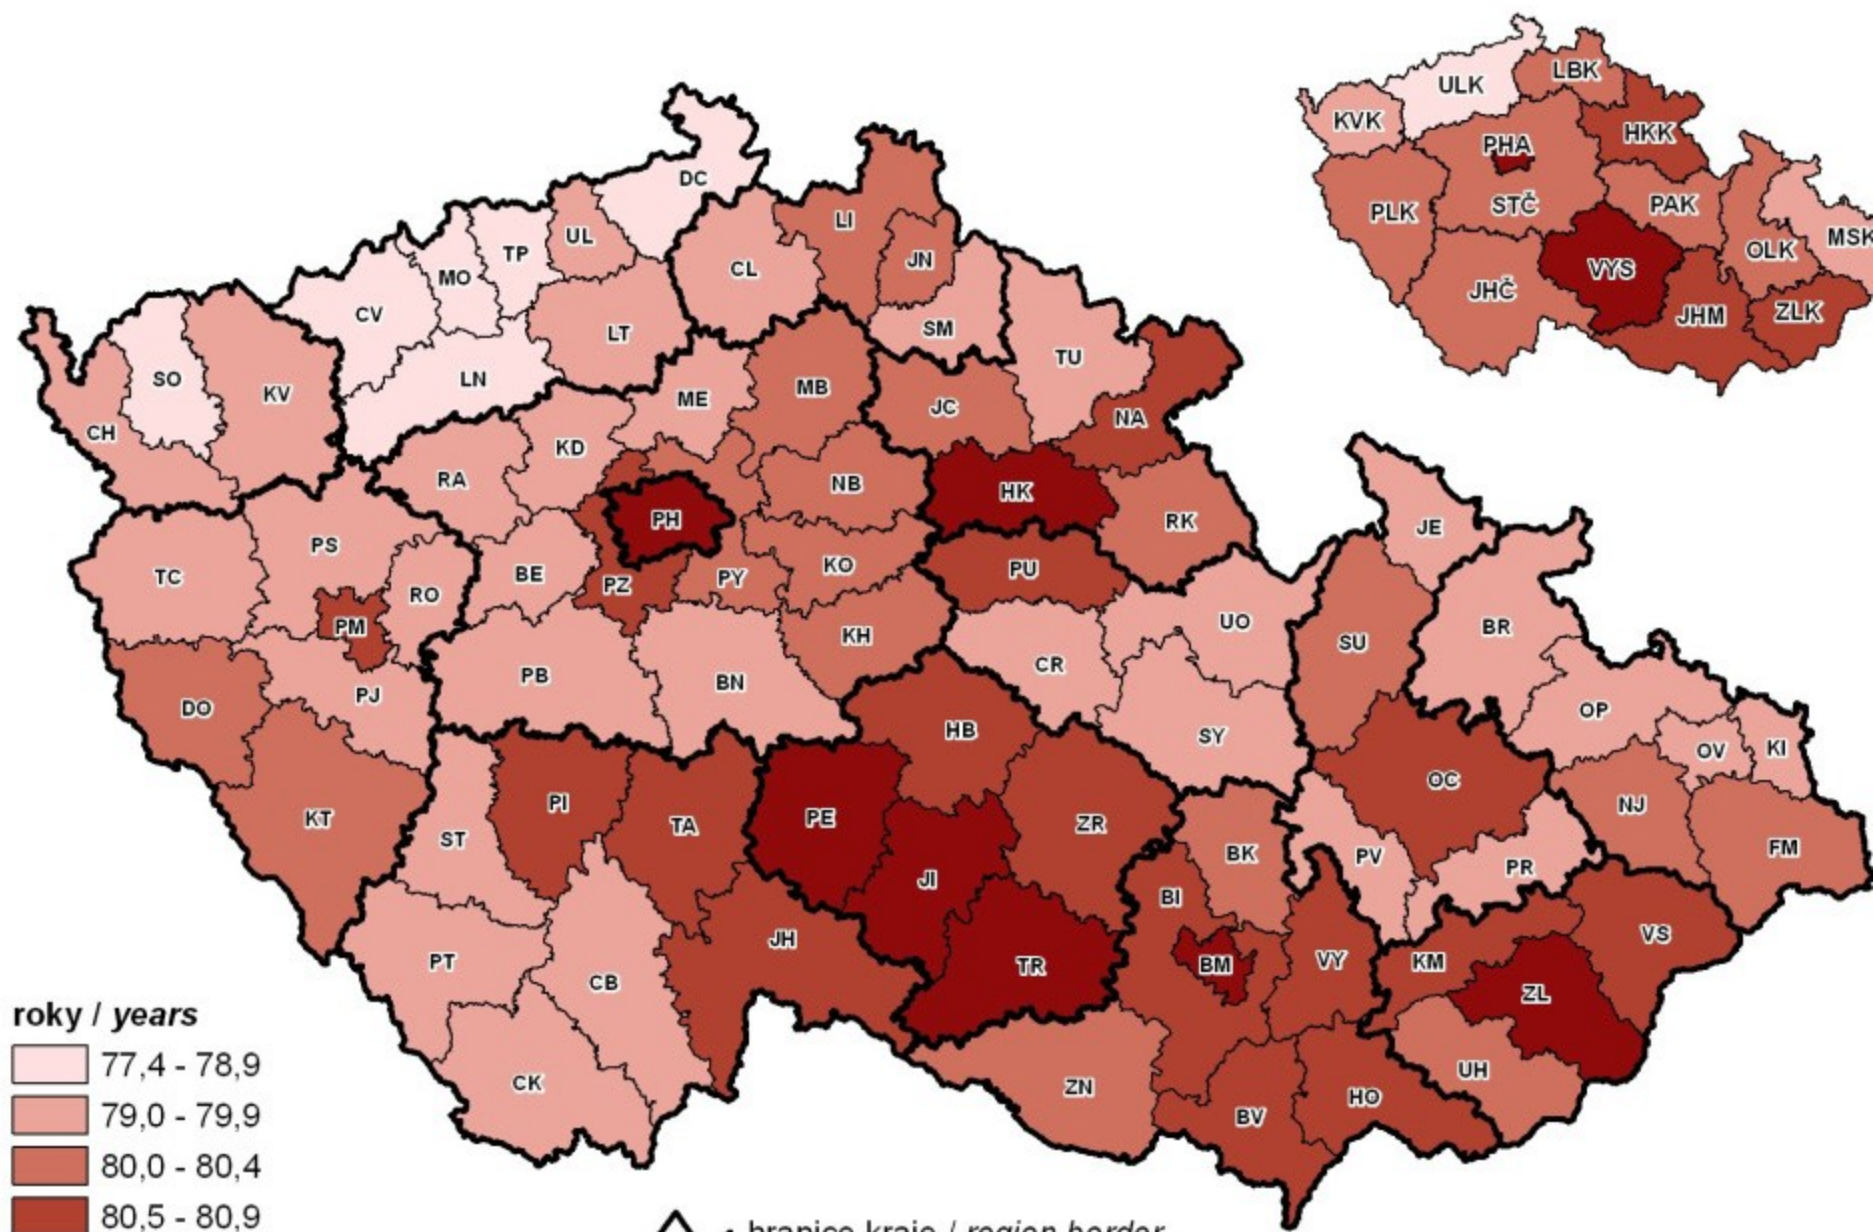 ULK
LBK
KVK
HKK
PHA
PLK
STČ
PAK
MSK
OLK
VYS
JHČ
JHM
ZLK
DC
LI
UL
TP
MO
CL
JN
CV
LT
SM
TU
SO
LN
KV
ME
MB
JC
NA
CH
KD
RA
NB
HK
PH
RK
JE
PS
TC
BE
PZ
PY
KO
PU
RO
PM
KH
UO
BR
SU
CR
PB
BN
PJ
DO
OP
HB
SY
OV
KI
OC
PI
KT
ST
TA
PE
ZR
NJ
BK
PV
PR
FM
JI
BI
JH
VS
PT
CB
TR
BM
VY
KM
ZL
CK
ZN
UH
BV
HO
roky / years
77,4 - 78,9
79,0 - 79,9
80,0 - 80,4
80,5 - 80,9
hranice kraje / region border